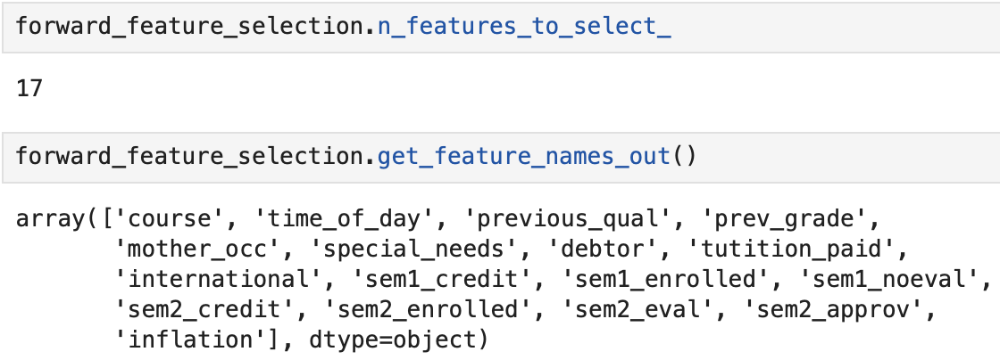 forward_feature_selection.n_features_to_select_
17
forward_feature_selection.get_feature_names_out()
array(['course', 'time_of_day', 'previous_qual', 'prev_grade',
       'mother_occ', 'special_needs', 'debtor', 'tutition_paid',
       'international', 'sem1_credit', 'sem1_enrolled', 'sem1_noeval',
       'sem2_credit', 'sem2_enrolled', 'sem2_eval', 'sem2_approv',
       'inflation'], dtype=object)